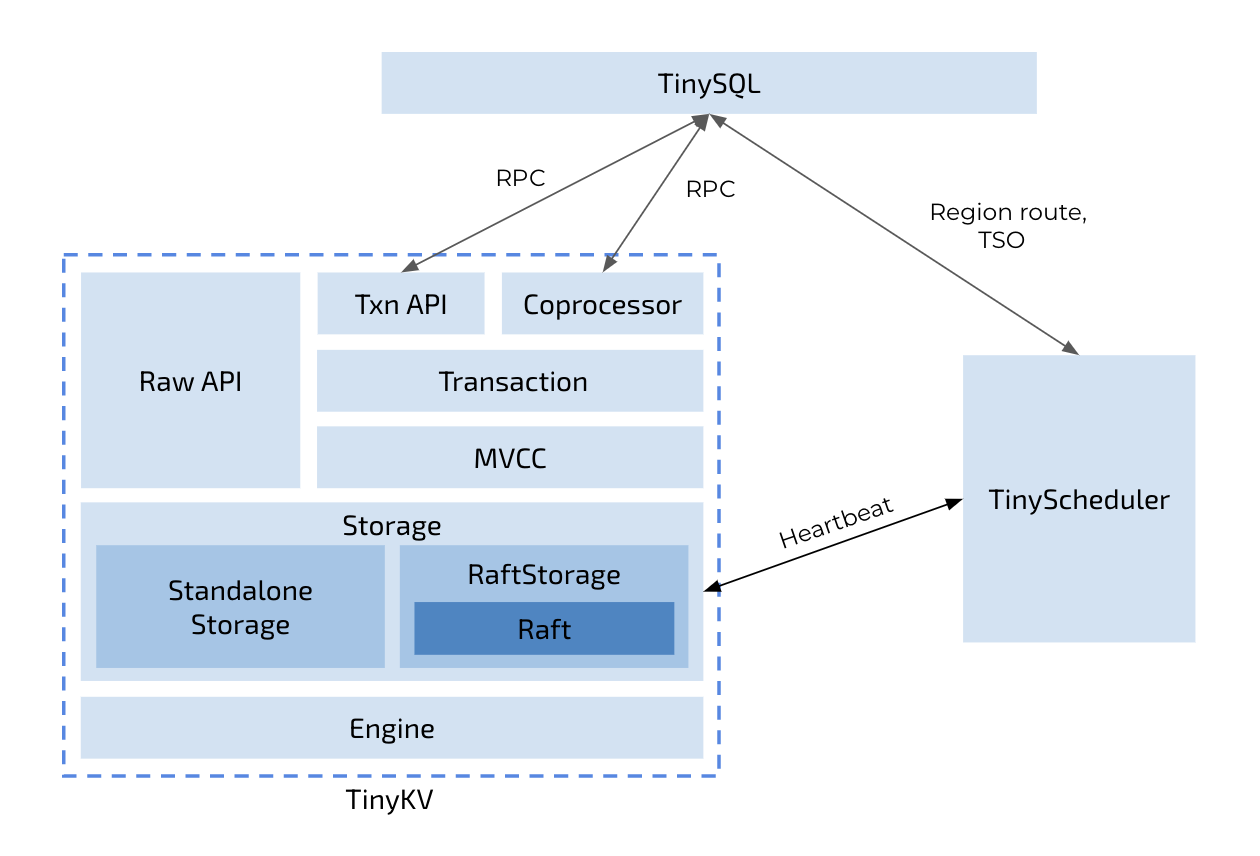 TinySQL
RPC
RPC
Region route,
TSO
Txn API
Coprocessor
Raw API
Transaction
MVCC
Storage
Standalone
Storage
RaftStorage
Raft
Heartbeat
TinyScheduler
Engine
TinyKV